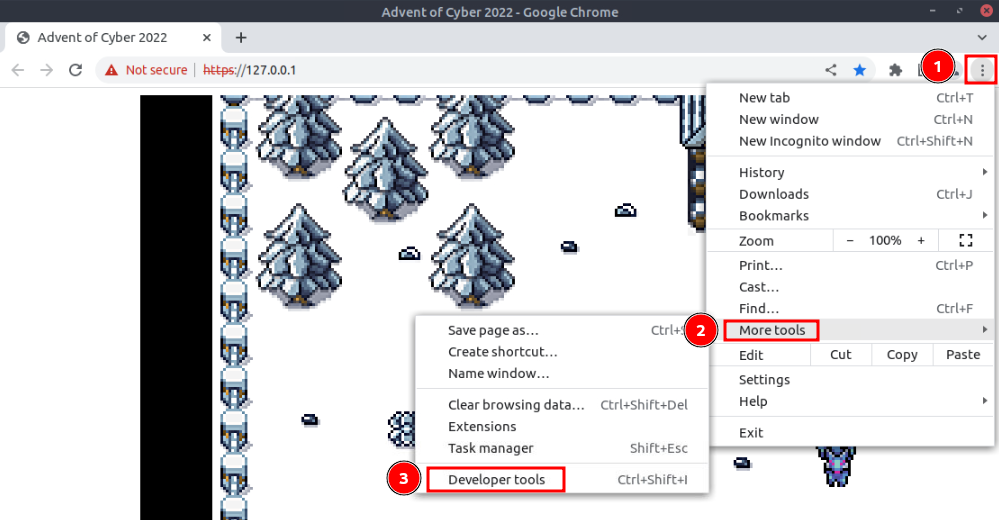 Advent of Cyber 2022 - Google Chrome
Advent of Cyber 2022
Not secure https://127.0.0.1
1
New tab Ctrl+T
New window Ctrl+N
New Incognito window Ctrl+Shift+N
History
Downloads Ctrl+J
Bookmarks
Zoom − 100% +
Print… Ctrl+P
Cast…
Find… Ctrl+F
2 More tools
Edit Cut Copy Paste
Settings
Help
Exit
Save page as…
Create shortcut…
Name window…
Clear browsing data… Ctrl+Shift+Del
Extensions
Task manager Shift+Esc
3 Developer tools Ctrl+Shift+I